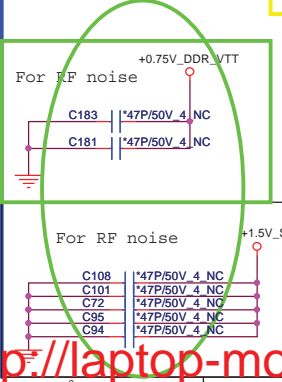 +0.75V_DDR_VTT
For RF noise
C183 *47P/50V_4_NC
C181 *47P/50V_4_NC
For RF noise
+1.5V_S
C108 *47P/50V_4_NC
C101 *47P/50V_4_NC
C72 *47P/50V_4_NC
C95 *47P/50V_4_NC
C94 *47P/50V_4_NC
p://laptop-mo